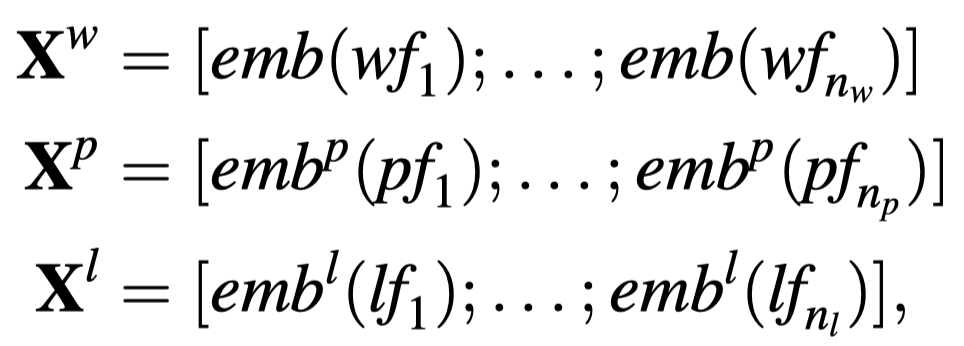 𝐗^w = [emb(wf_1); . . . ; emb(wf_{n_w})]
𝐗^p = [emb^p(pf_1); . . . ; emb^p(pf_{n_p})]
𝐗^l = [emb^l(lf_1); . . . ; emb^l(lf_{n_l})],